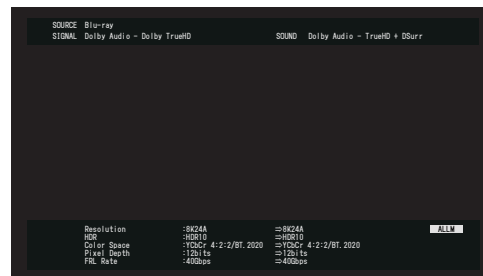 SOURCE Blu-ray
SIGNAL Dolby Audio - Dolby TrueHD SOUND Dolby Audio - TrueHD + DSurr
Resolution :8K24A ⇒8K24A ALLM
HDR :HDR10 ⇒HDR10
Color Space :YCbCr 4:2:2/BT.2020 ⇒YCbCr 4:2:2/BT.2020
Pixel Depth :12bits ⇒12bits
FRL Rate :40Gbps ⇒40Gbps